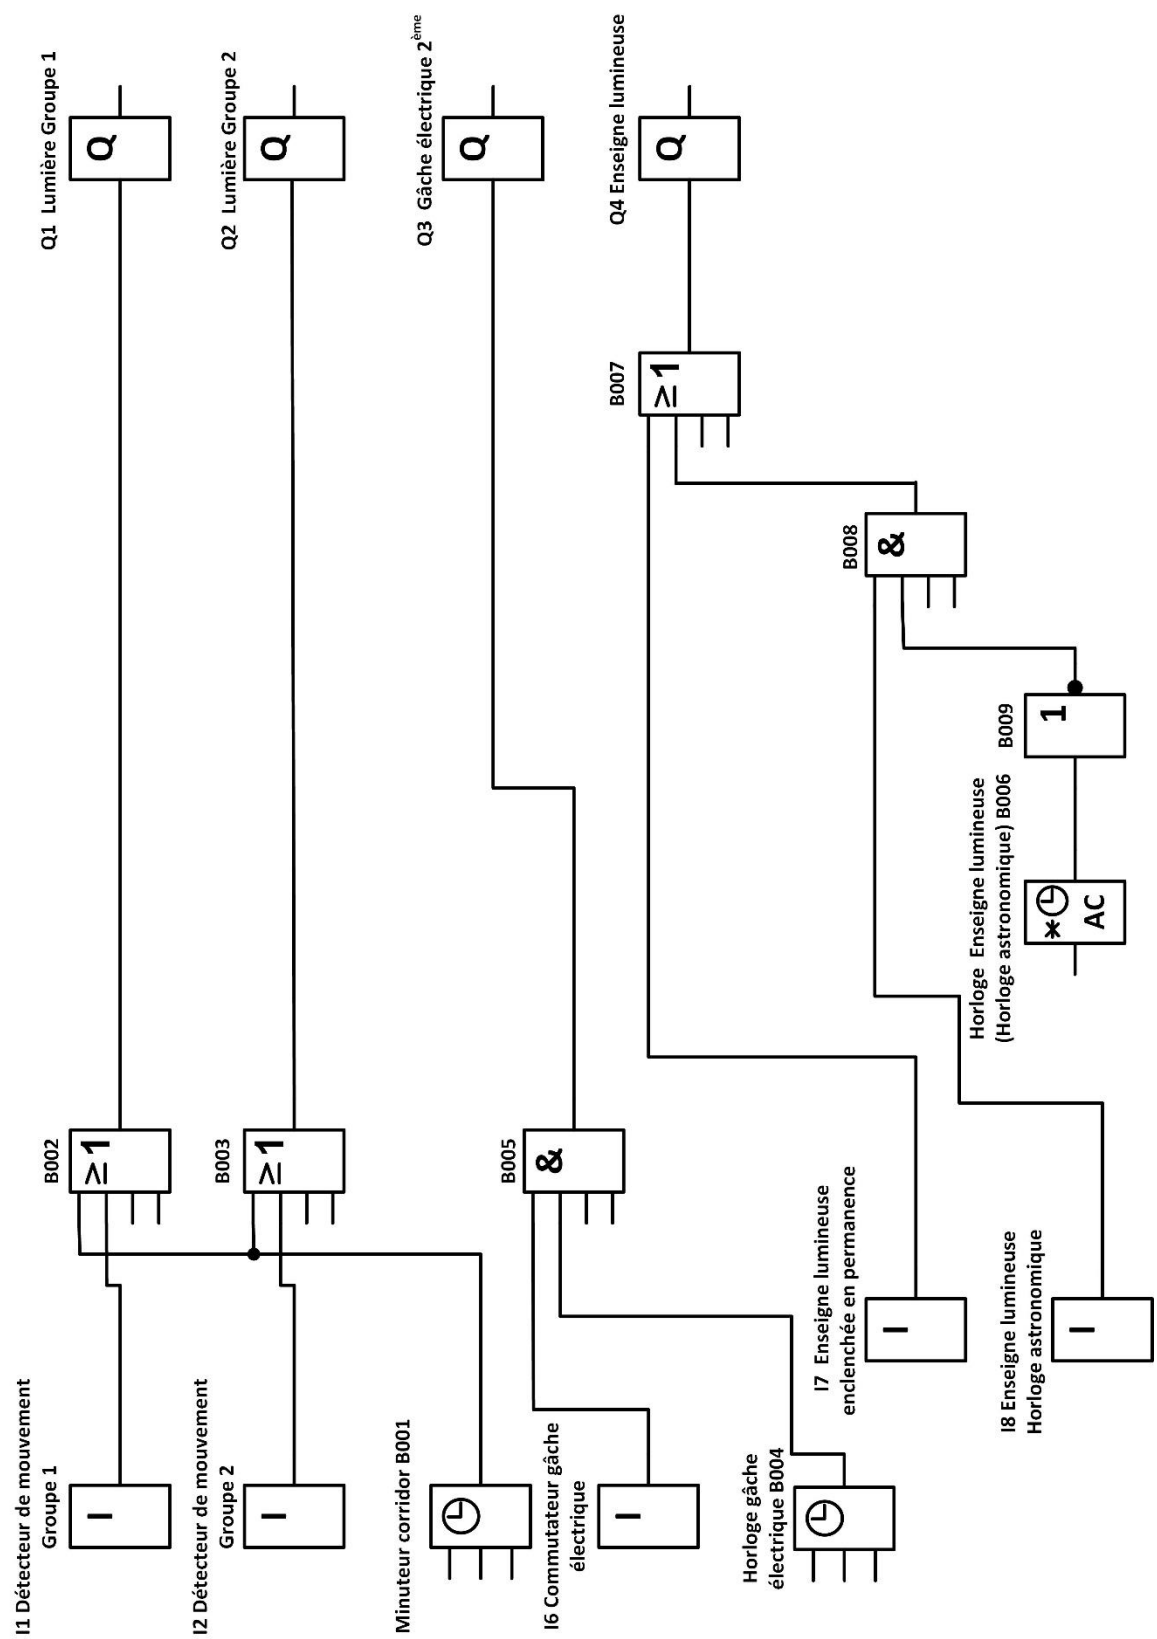 I1 Détecteur de mouvement
Groupe 1
I
B002
≥1
Q1 Lumière Groupe 1
Q
I2 Détecteur de mouvement
Groupe 2
I
B003
≥1
Q2 Lumière Groupe 2
Q
Minuteur corridor B001
I6 Commutateur gâche
électrique
I
B005
&
Q3 Gâche électrique 2ème
Q
Horloge gâche
électrique B004
I7 Enseigne lumineuse
enclenchée en permanence
I
B007
≥1
Q4 Enseigne lumineuse
Q
B008
&
I8 Enseigne lumineuse
Horloge astronomique
I
Horloge Enseigne lumineuse
(Horloge astronomique) B006
*
AC
B009
1